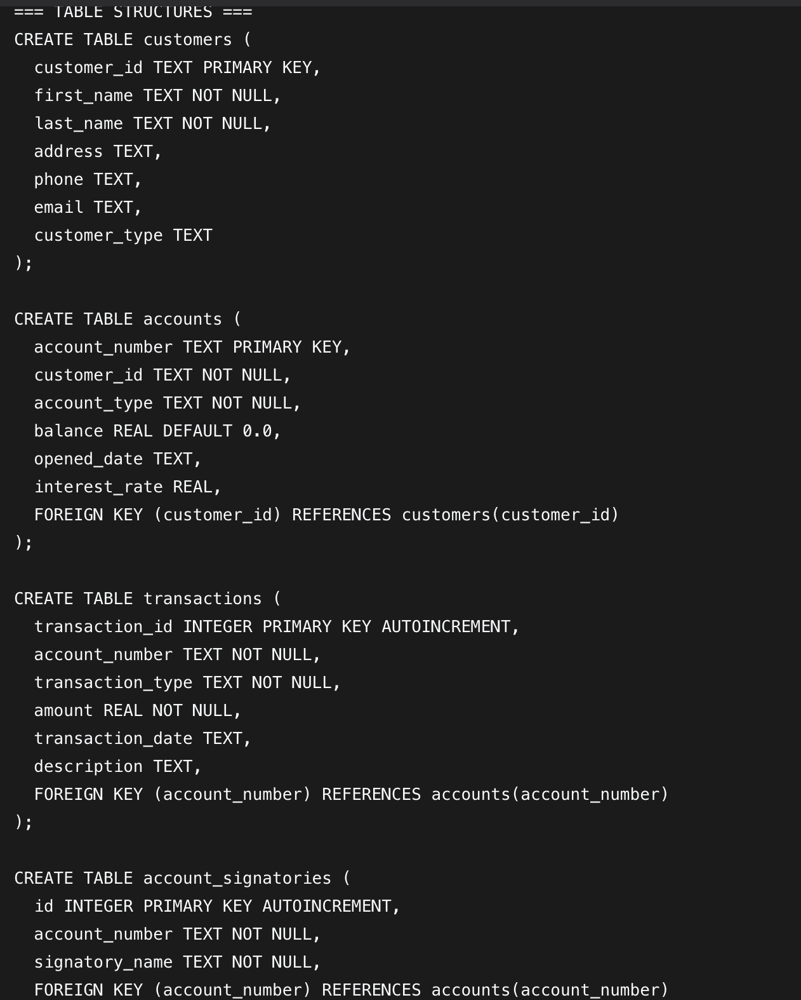 === TABLE STRUCTURES ===
CREATE TABLE customers (
  customer_id TEXT PRIMARY KEY,
  first_name TEXT NOT NULL,
  last_name TEXT NOT NULL,
  address TEXT,
  phone TEXT,
  email TEXT,
  customer_type TEXT
);

CREATE TABLE accounts (
  account_number TEXT PRIMARY KEY,
  customer_id TEXT NOT NULL,
  account_type TEXT NOT NULL,
  balance REAL DEFAULT 0.0,
  opened_date TEXT,
  interest_rate REAL,
  FOREIGN KEY (customer_id) REFERENCES customers(customer_id)
);

CREATE TABLE transactions (
  transaction_id INTEGER PRIMARY KEY AUTOINCREMENT,
  account_number TEXT NOT NULL,
  transaction_type TEXT NOT NULL,
  amount REAL NOT NULL,
  transaction_date TEXT,
  description TEXT,
  FOREIGN KEY (account_number) REFERENCES accounts(account_number)
);

CREATE TABLE account_signatories (
  id INTEGER PRIMARY KEY AUTOINCREMENT,
  account_number TEXT NOT NULL,
  signatory_name TEXT NOT NULL,
  FOREIGN KEY (account_number) REFERENCES accounts(account_number)